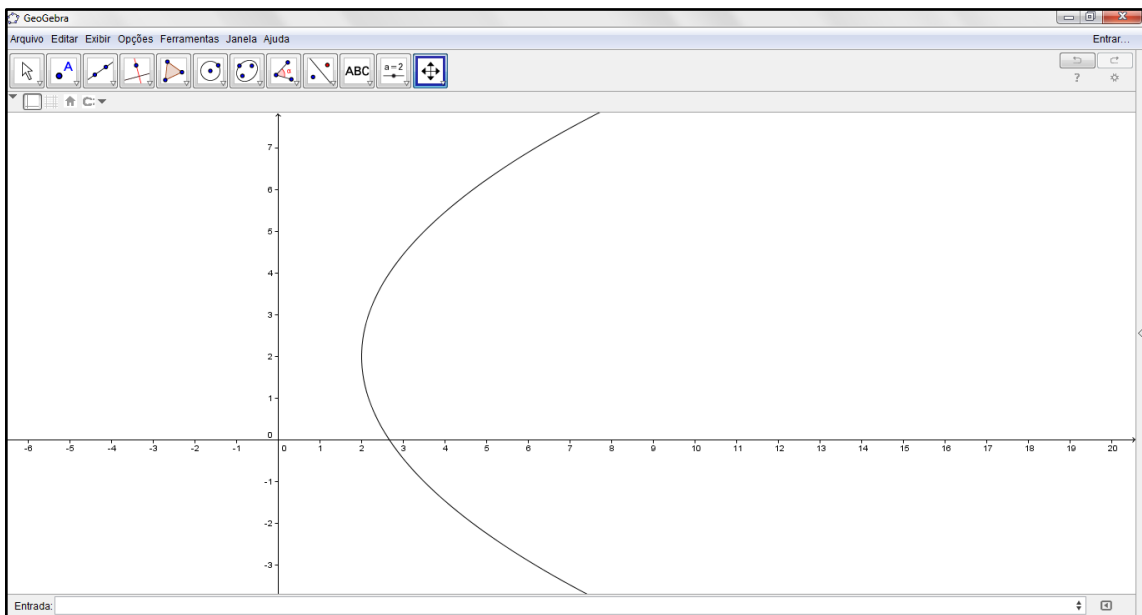 GeoGebra
Arquivo Editar Exibir Opções Ferramentas Janela Ajuda Entrar...
A α ABC a=2
?
7
6
5
4
3
2
1
0
-6 -5 -4 -3 -2 -1 0 1 2 3 4 5 6 7 8 9 10 11 12 13 14 15 16 17 18 19 20
-1
-2
-3
Entrada: